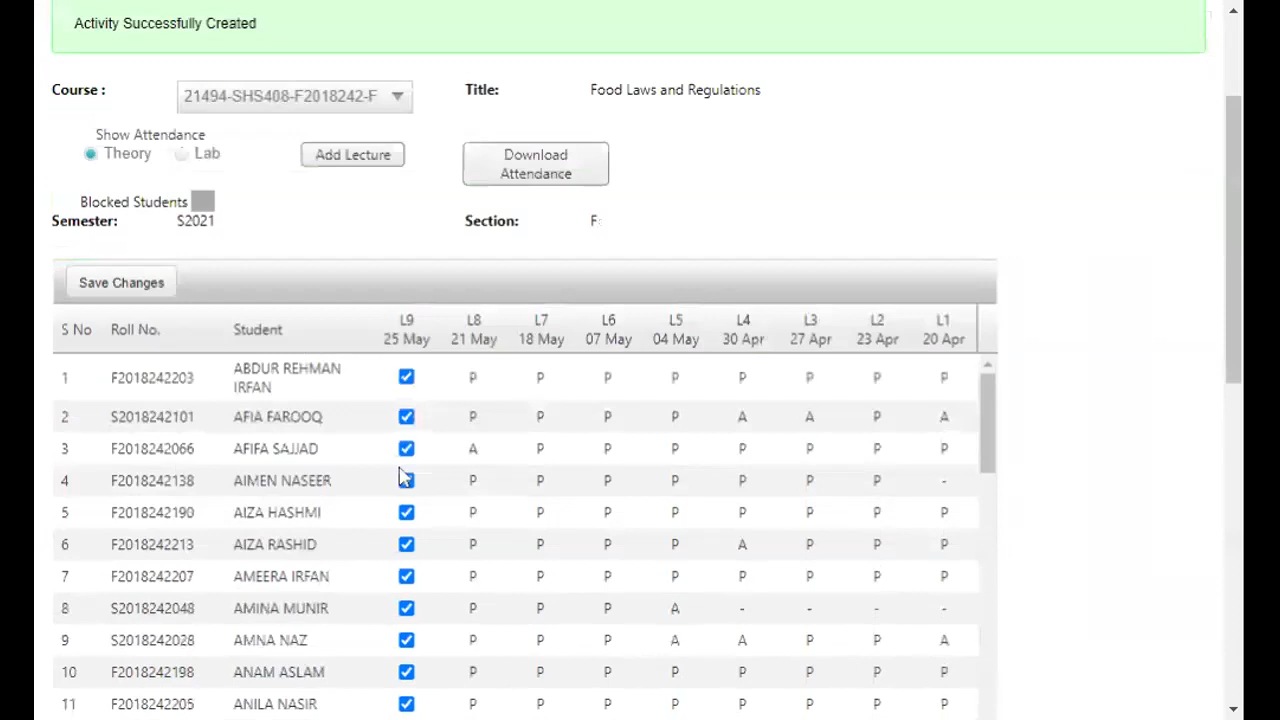 Activity Successfully Created
Course : 21494-SHS408-F2018242-F Title: Food Laws and Regulations
Show Attendance
Theory Lab Add Lecture Download Attendance
Blocked Students
Semester: S2021 Section: F
Save Changes
S No Roll No. Student L9 25 May L8 21 May L7 18 May L6 07 May L5 04 May L4 30 Apr L3 27 Apr L2 23 Apr L1 20 Apr
1 F2018242203 ABDUR REHMAN IRFAN P P P P P P P P
2 S2018242101 AFIA FAROOQ P P P P A A P A
3 F2018242066 AFIFA SAJJAD A P P P P P P P
4 F2018242138 AIMEN NASEER P P P P P P P -
5 F2018242190 AIZA HASHMI P P P P P P P P
6 F2018242213 AIZA RASHID P P P P A P P P
7 F2018242207 AMEERA IRFAN P P P P P P P P
8 S2018242048 AMINA MUNIR P P P A - - - -
9 S2018242028 AMNA NAZ P P P A A P P A
10 F2018242198 ANAM ASLAM P P P P P P P P
11 F2018242205 ANILA NASIR P P P P P P P P